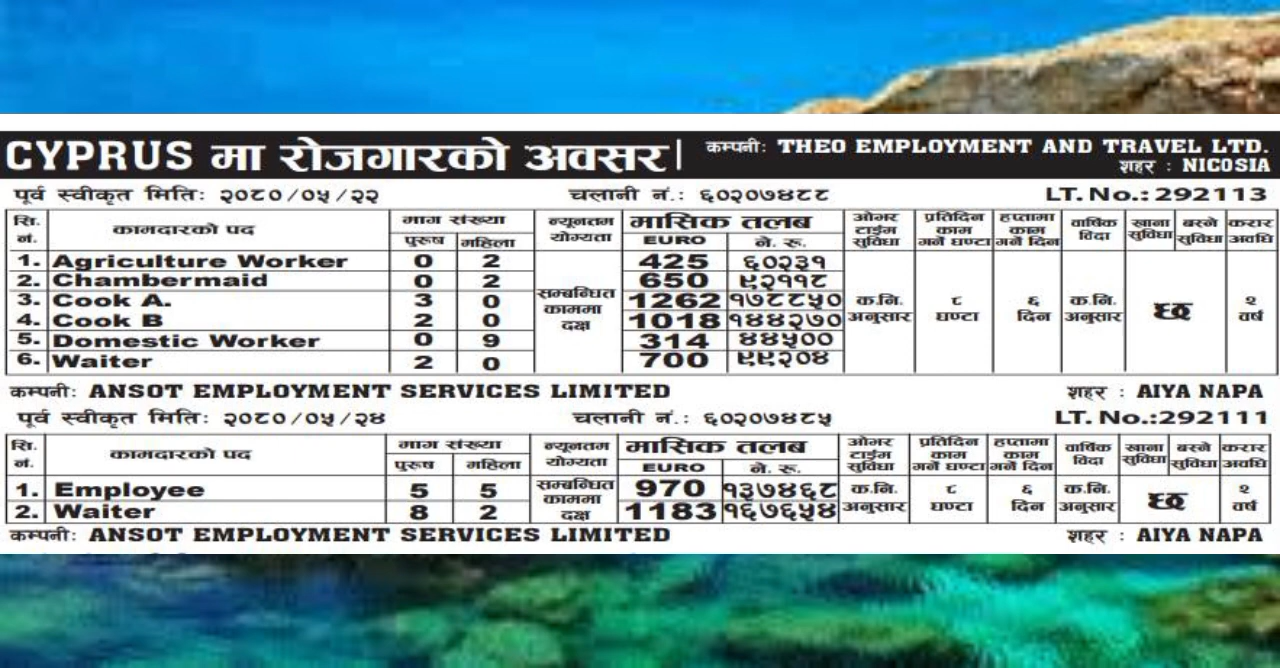 CYPRUS मा रोजगारको अवसर | कम्पनी: THEO EMPLOYMENT AND TRAVEL LTD.
शहर : NICOSIA
पूर्व स्वीकृत मिति: २०८०/०५/२२ चलानी नं.: ६०२०७४८८ LT. No.: 292113
सि. नं. कामदारको पद माग संख्या न्यूनतम योग्यता मासिक तलब ओभर टाईम सुविधा प्रतिदिन काम गर्ने घण्टा हप्तामा काम गर्ने दिन वार्षिक विदा खाना सुविधा बस्ने सुविधा करार अवधि
पुरुष महिला EURO ने. रू.
1. Agriculture Worker 0 2 425 ६०२३१
2. Chambermaid 0 2 650 ९२११८
3. Cook A. 3 0 सम्बन्धित काममा दक्ष 1262 १७८८५० क.नि. अनुसार ८ घण्टा ६ दिन क.नि. अनुसार छ २ वर्ष
4. Cook B 2 0 1018 १४४२७०
5. Domestic Worker 0 9 314 ४४५००
6. Waiter 2 0 700 ९९२०४
कम्पनी: ANSOT EMPLOYMENT SERVICES LIMITED शहर : AIYA NAPA
पूर्व स्वीकृत मिति: २०८०/०५/२४ चलानी नं.: ६०२०७४८५ LT. No.:292111
सि. नं. कामदारको पद माग संख्या न्यूनतम योग्यता मासिक तलब ओभर टाईम सुविधा प्रतिदिन काम गर्ने घण्टा हप्तामा काम गर्ने दिन वार्षिक विदा खाना सुविधा बस्ने सुविधा करार अवधि
पुरुष महिला EURO ने. रू.
1. Employee 5 5 सम्बन्धित काममा दक्ष 970 १३७४६८ क.नि. अनुसार ८ घण्टा ६ दिन क.नि. अनुसार छ २ वर्ष
2. Waiter 8 2 1183 १६७६५४
कम्पनी: ANSOT EMPLOYMENT SERVICES LIMITED शहर : AIYA NAPA